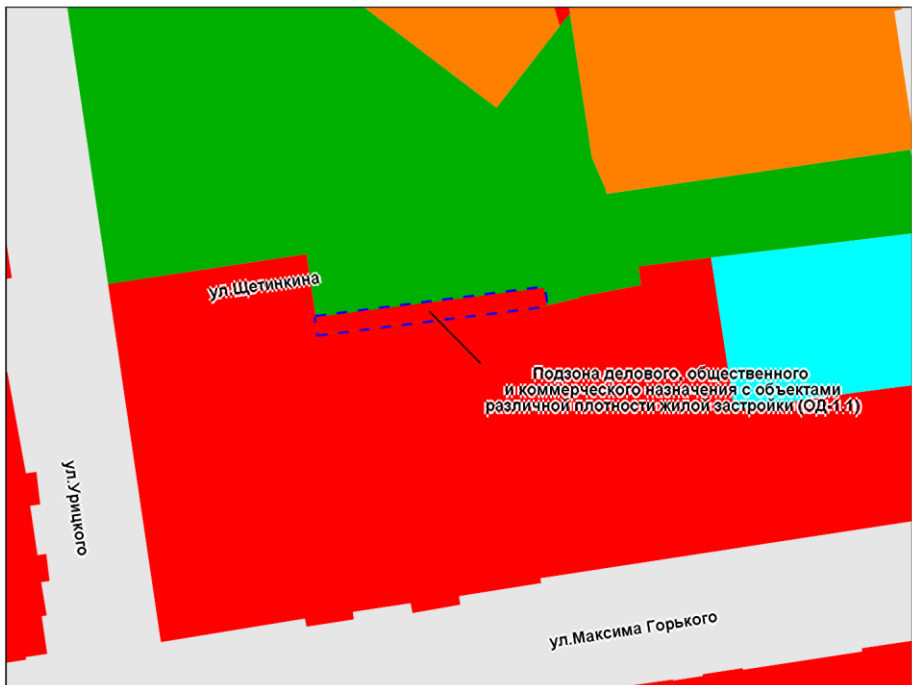 ул.Щетинкина
Подзона делового, общественного
и коммерческого назначения с объектами
различной плотности жилой застройки (ОД-1.1)
ул.Урицкого
ул.Максима Горького